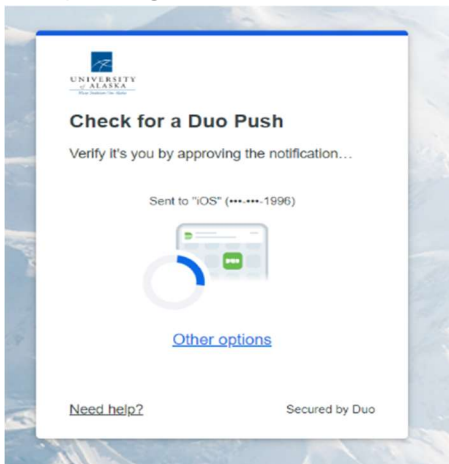 UNIVERSITY
of ALASKA
Check for a Duo Push
Verify it's you by approving the notification...
Sent to "iOS" (•••-•••-1996)
DUO
Other options
Need help?
Secured by Duo